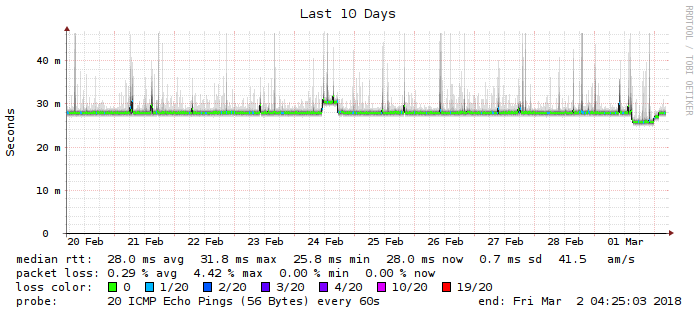 Last 10 Days
RRDTOOL / TOBI OETIKER
Seconds
40 m
30 m
20 m
10 m
0
20 Feb 21 Feb 22 Feb 23 Feb 24 Feb 25 Feb 26 Feb 27 Feb 28 Feb 01 Mar
median rtt: 28.0 ms avg 31.8 ms max 25.8 ms min 28.0 ms now 0.7 ms sd 41.5 am/s
packet loss: 0.29 % avg 4.42 % max 0.00 % min 0.00 % now
loss color: 0 1/20 2/20 3/20 4/20 10/20 19/20
probe: 20 ICMP Echo Pings (56 Bytes) every 60s end: Fri Mar 2 04:25:03 2018